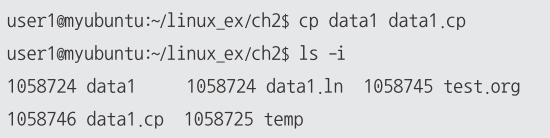 user1@myubuntu:~/linux_ex/ch2$ cp data1 data1.cp
user1@myubuntu:~/linux_ex/ch2$ ls -i
1058724 data1 1058724 data1.ln 1058745 test.org
1058746 data1.cp 1058725 temp